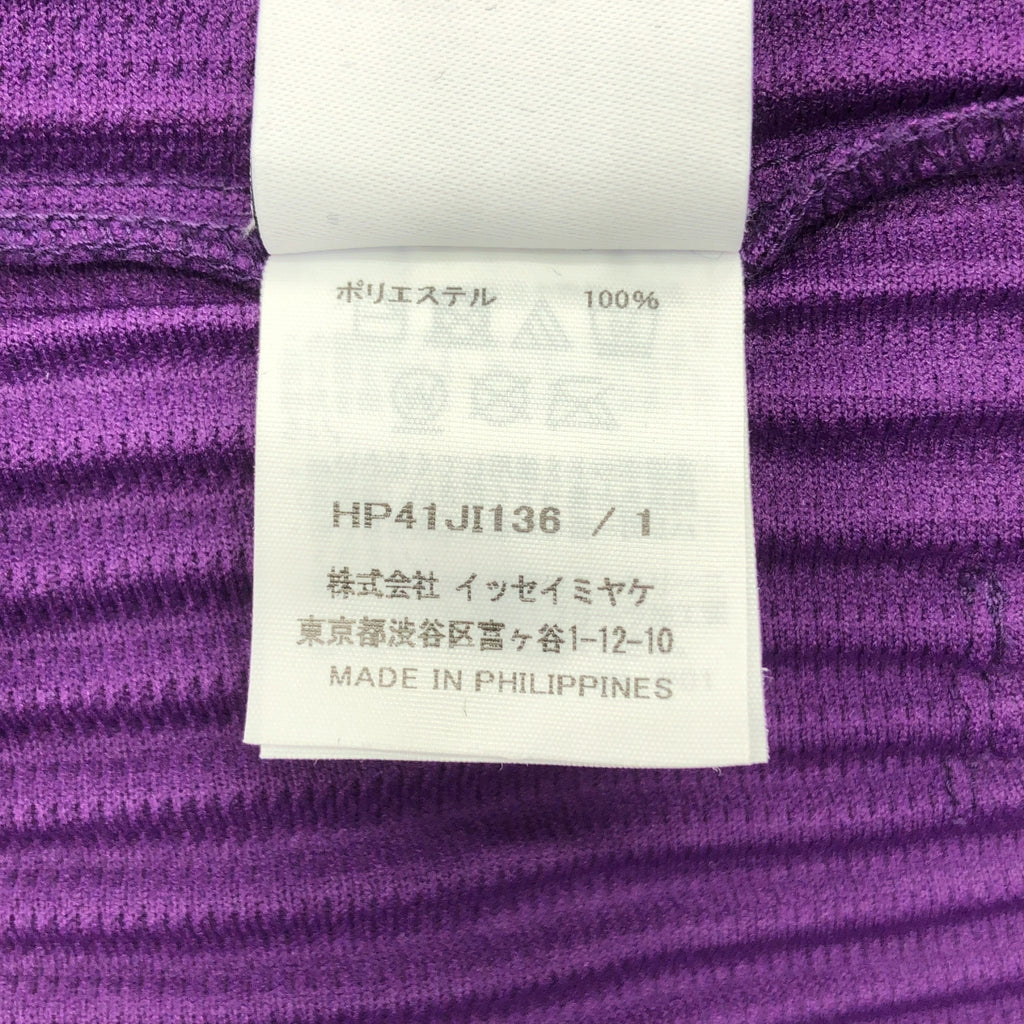 ポリエステル 100%
HP41JI136 / 1
株式会社 イッセイミヤケ
東京都渋谷区富ヶ谷1-12-10
MADE IN PHILIPPINES